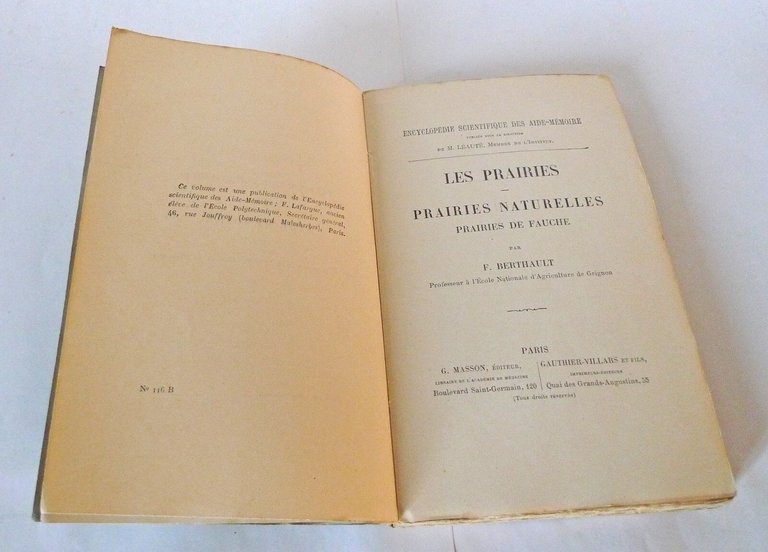 Ce volume est une publication de l'Encyclopédie
scientifique des Aide-Mémoire ; F. Lafargue, ancien
élève de l'École Polytechnique, Secrétaire général,
46, rue Jouffroy (boulevard Malesherbes), Paris.
N° 116 B
ENCYCLOPÉDIE SCIENTIFIQUE DES AIDE-MÉMOIRE
PUBLIÉE SOUS LA DIRECTION
DE M. LÉAUTÉ, MEMBRE DE L'INSTITUT.
LES PRAIRIES
—
PRAIRIES NATURELLES
PRAIRIES DE FAUCHE
PAR
F. BERTHAULT
Professeur à l'École Nationale d'Agriculture de Grignon
PARIS
G. MASSON, ÉDITEUR,
LIBRAIRE DE L'ACADÉMIE DE MÉDECINE
Boulevard Saint-Germain, 120
GAUTHIER-VILLARS ET FILS,
IMPRIMEURS-ÉDITEURS
Quai des Grands-Augustins, 55
(Tous droits réservés)